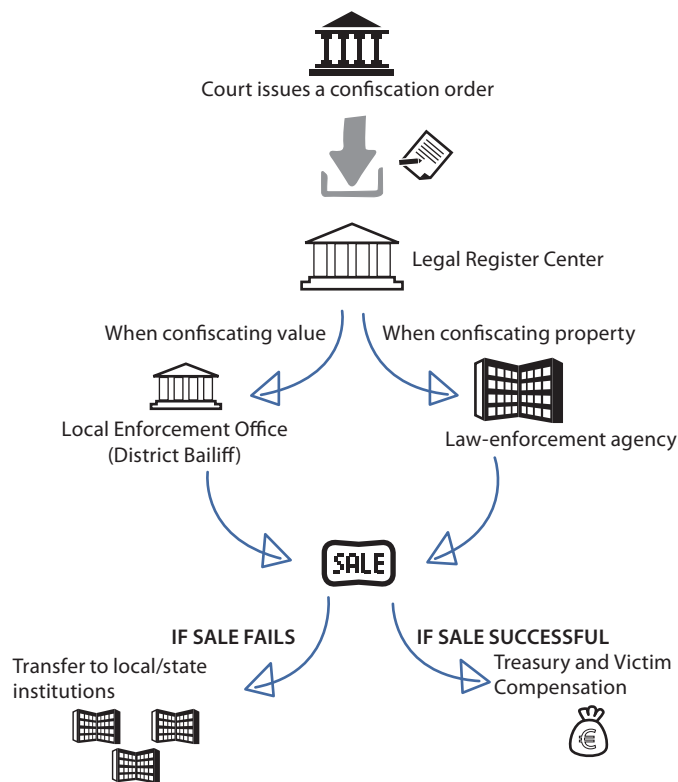 Court issues a confiscation order
Legal Register Center
When confiscating value
When confiscating property
Local Enforcement Office
(District Bailiff)
Law-enforcement agency
SALE
IF SALE FAILS
IF SALE SUCCESSFUL
Transfer to local/state
institutions
Treasury and Victim
Compensation
€